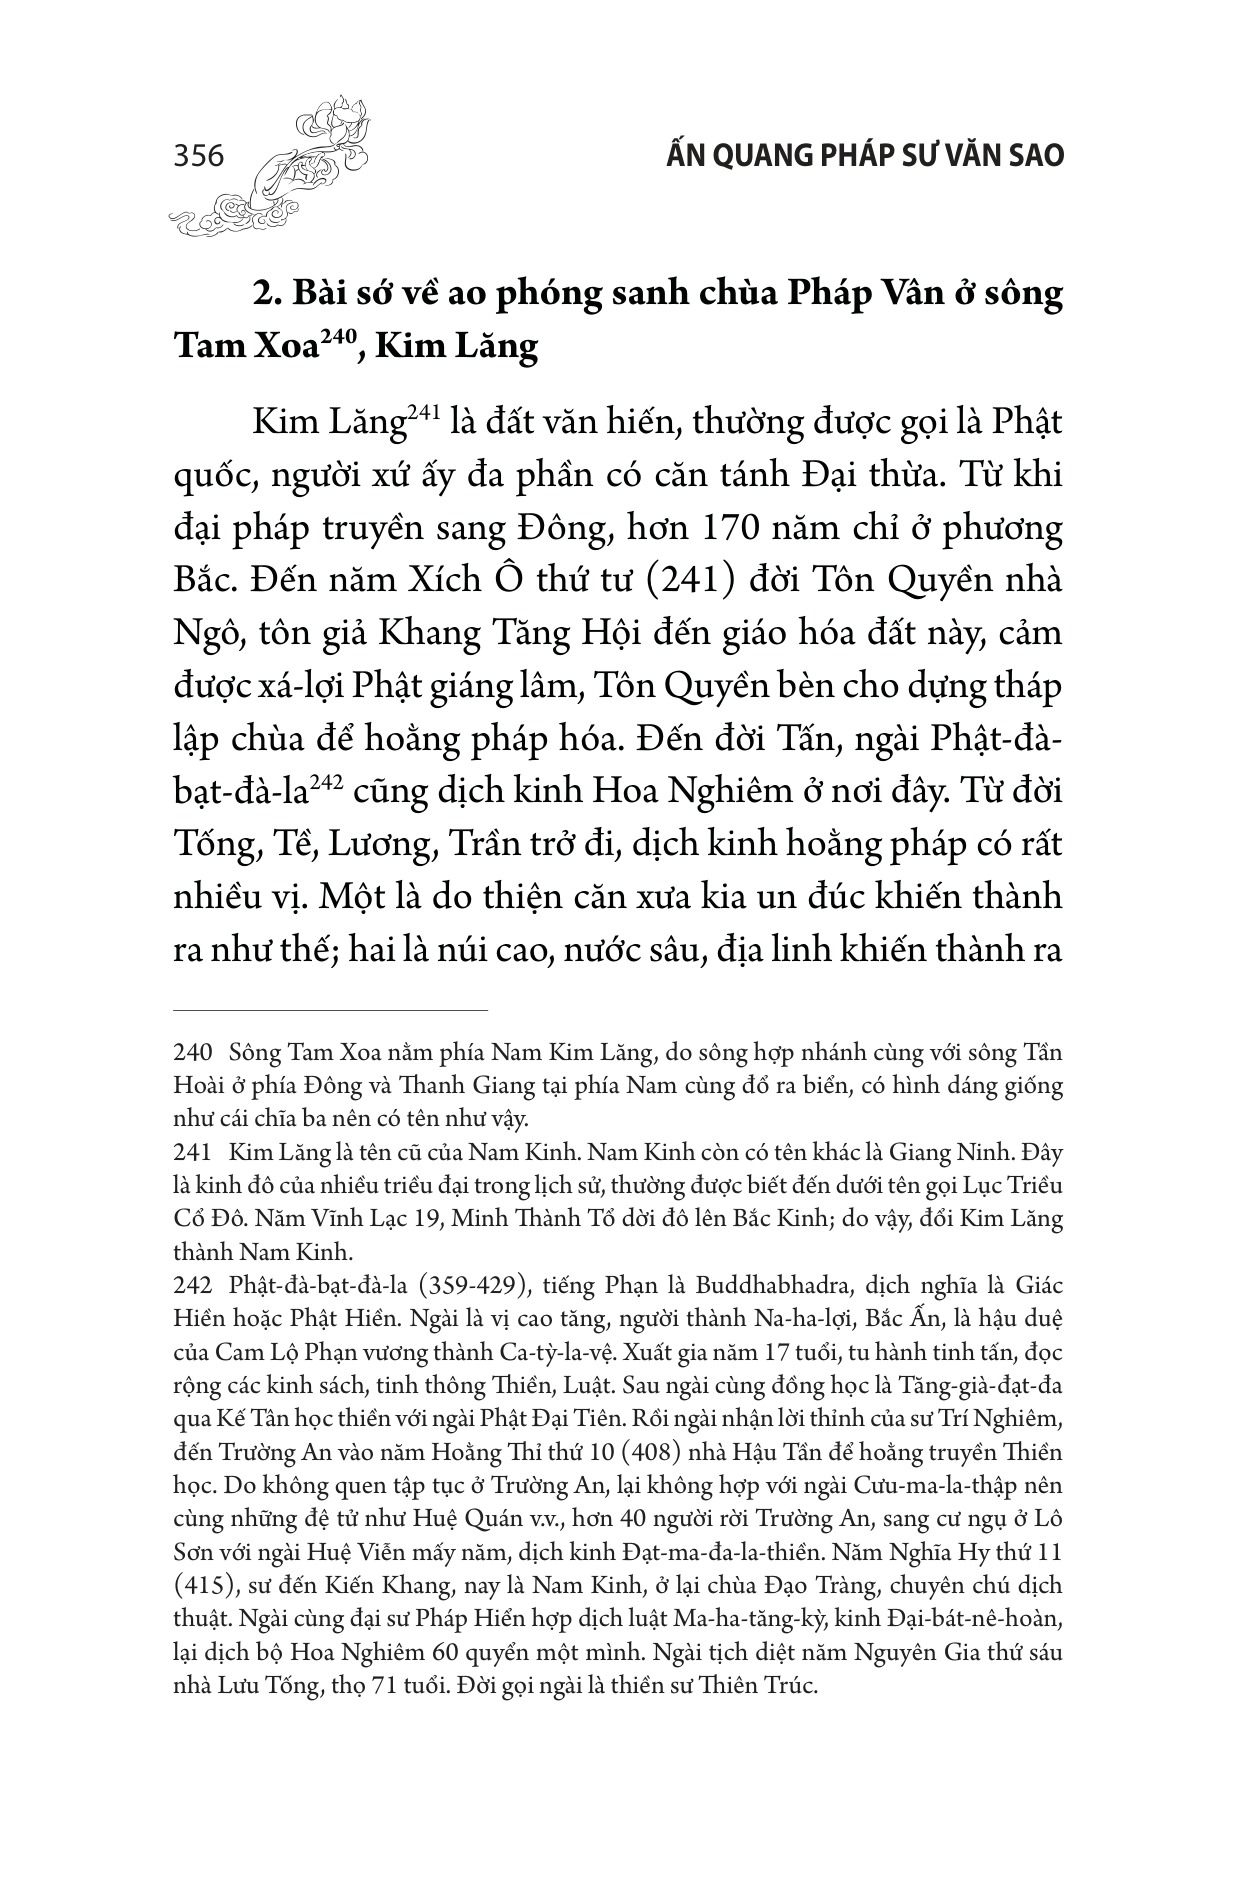 356
ẤN QUANG PHÁP SƯ VĂN SAO
2. Bài sớ về ao phóng sanh chùa Pháp Vân ở sông
Tam Xoa240, Kim Lăng
Kim Lăng241 là đất văn hiến, thường được gọi là Phật
quốc, người xứ ấy đa phần có căn tánh Đại thừa. Từ khi
đại pháp truyền sang Đông, hơn 170 năm chỉ ở phương
Bắc. Đến năm Xích Ô thứ tư (241) đời Tôn Quyền nhà
Ngô, tôn giả Khang Tăng Hội đến giáo hóa đất này, cảm
được xá-lợi Phật giáng lâm, Tôn Quyền bèn cho dựng tháp
lập chùa để hoằng pháp hóa. Đến đời Tấn, ngài Phật-đà-
bạt-đà-la242 cũng dịch kinh Hoa Nghiêm ở nơi đây. Từ đời
Tống, Tề, Lương, Trần trở đi, dịch kinh hoằng pháp có rất
nhiều vị. Một là do thiện căn xưa kia un đúc khiến thành
ra như thế; hai là núi cao, nước sâu, địa linh khiến thành ra
240 Sông Tam Xoa nằm phía Nam Kim Lăng, do sông hợp nhánh cùng với sông Tần
Hoài ở phía Đông và Thanh Giang tại phía Nam cùng đổ ra biển, có hình dáng giống
như cái chĩa ba nên có tên như vậy.
241 Kim Lăng là tên cũ của Nam Kinh. Nam Kinh còn có tên khác là Giang Ninh. Đây
là kinh đô của nhiều triều đại trong lịch sử, thường được biết đến dưới tên gọi Lục Triều
Cổ Đô. Năm Vĩnh Lạc 19, Minh Thành Tổ dời đô lên Bắc Kinh; do vậy, đổi Kim Lăng
thành Nam Kinh.
242 Phật-đà-bạt-đà-la (359-429), tiếng Phạn là Buddhabhadra, dịch nghĩa là Giác
Hiền hoặc Phật Hiền. Ngài là vị cao tăng, người thành Na-ha-lợi, Bắc Ấn, là hậu duệ
của Cam Lộ Phạn vương thành Ca-tỳ-la-vệ. Xuất gia năm 17 tuổi, tu hành tinh tấn, đọc
rộng các kinh sách, tinh thông Thiền, Luật. Sau ngài cùng đồng học là Tăng-già-đạt-đa
qua Kế Tân học thiền với ngài Phật Đại Tiên. Rồi ngài nhận lời thỉnh của sư Trí Nghiêm,
đến Trường An vào năm Hoằng Thỉ thứ 10 (408) nhà Hậu Tần để hoằng truyền Thiền
học. Do không quen tập tục ở Trường An, lại không hợp với ngài Cưu-ma-la-thập nên
cùng những đệ tử như Huệ Quán v.v., hơn 40 người rời Trường An, sang cư ngụ ở Lô
Sơn với ngài Huệ Viễn mấy năm, dịch kinh Đạt-ma-đa-la-thiền. Năm Nghĩa Hy thứ 11
(415), sư đến Kiến Khang, nay là Nam Kinh, ở lại chùa Đạo Tràng, chuyên chú dịch
thuật. Ngài cùng đại sư Pháp Hiển hợp dịch luật Ma-ha-tăng-kỳ, kinh Đại-bát-nê-hoàn,
lại dịch bộ Hoa Nghiêm 60 quyển một mình. Ngài tịch diệt năm Nguyên Gia thứ sáu
nhà Lưu Tống, thọ 71 tuổi. Đời gọi ngài là thiền sư Thiên Trúc.